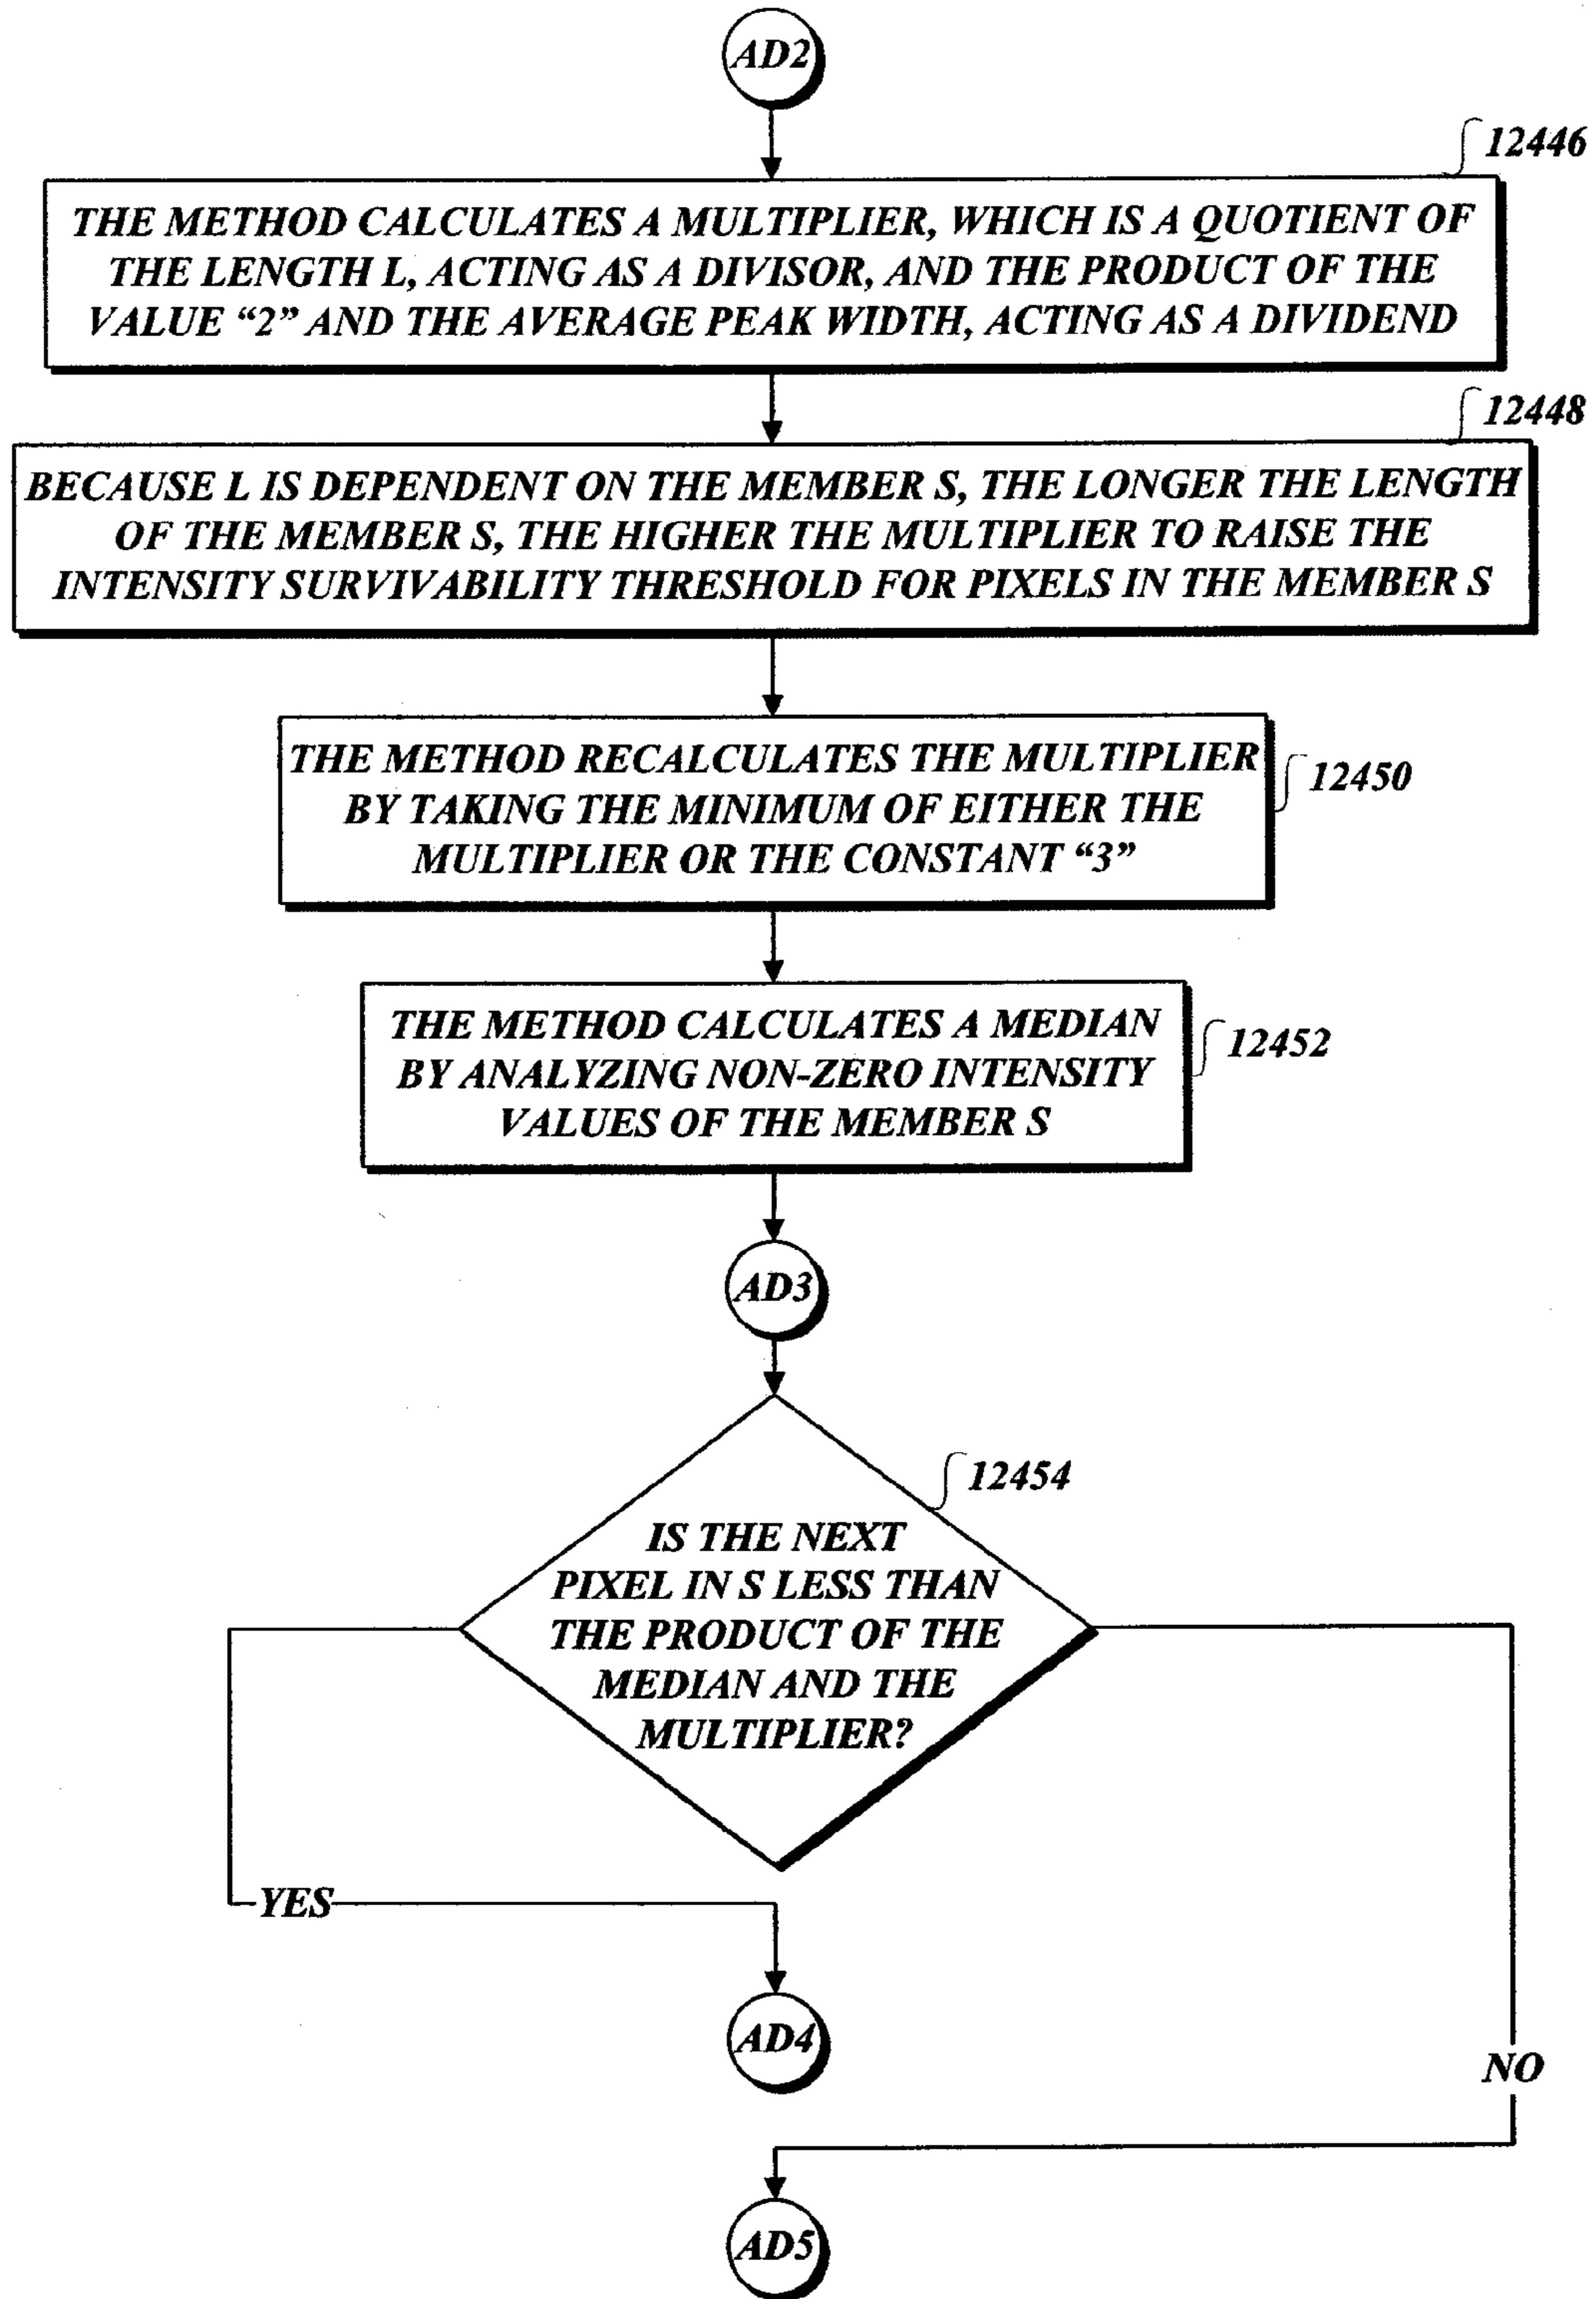 AD2
12446
THE METHOD CALCULATES A MULTIPLIER, WHICH IS A QUOTIENT OF
THE LENGTH L, ACTING AS A DIVISOR, AND THE PRODUCT OF THE
VALUE “2” AND THE AVERAGE PEAK WIDTH, ACTING AS A DIVIDEND
12448
BECAUSE L IS DEPENDENT ON THE MEMBER S, THE LONGER THE LENGTH
OF THE MEMBER S, THE HIGHER THE MULTIPLIER TO RAISE THE
INTENSITY SURVIVABILITY THRESHOLD FOR PIXELS IN THE MEMBER S
THE METHOD RECALCULATES THE MULTIPLIER
BY TAKING THE MINIMUM OF EITHER THE
MULTIPLIER OR THE CONSTANT “3”
12450
THE METHOD CALCULATES A MEDIAN
BY ANALYZING NON-ZERO INTENSITY
VALUES OF THE MEMBER S
12452
AD3
12454
IS THE NEXT
PIXEL IN S LESS THAN
THE PRODUCT OF THE
MEDIAN AND THE
MULTIPLIER?
YES
AD4
NO
AD5